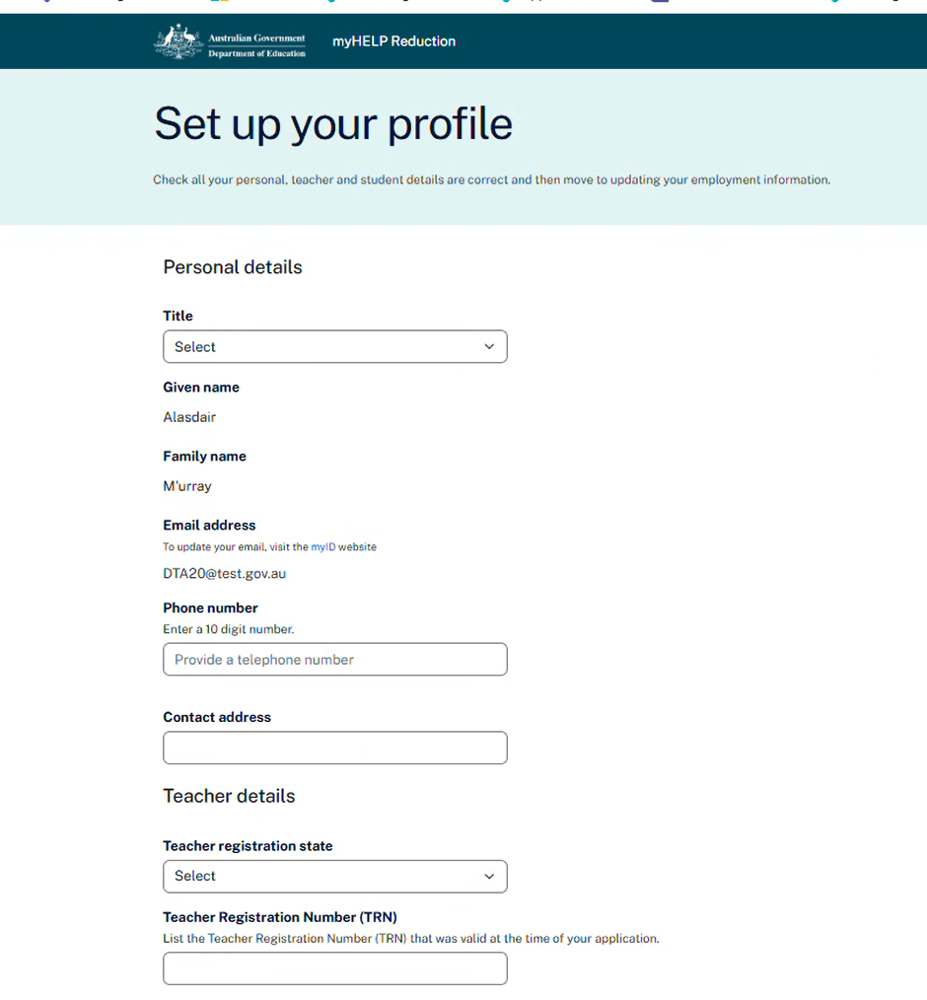 Australian Government
Department of Education
myHELP Reduction
Set up your profile
Check all your personal, teacher and student details are correct and then move to updating your employment information.
Personal details
Title
Select
Given name
Alasdair
Family name
M'urray
Email address
To update your email, visit the myID website
DTA20@test.gov.au
Phone number
Enter a 10 digit number.
Provide a telephone number
Contact address
Teacher details
Teacher registration state
Select
Teacher Registration Number (TRN)
List the Teacher Registration Number (TRN) that was valid at the time of your application.